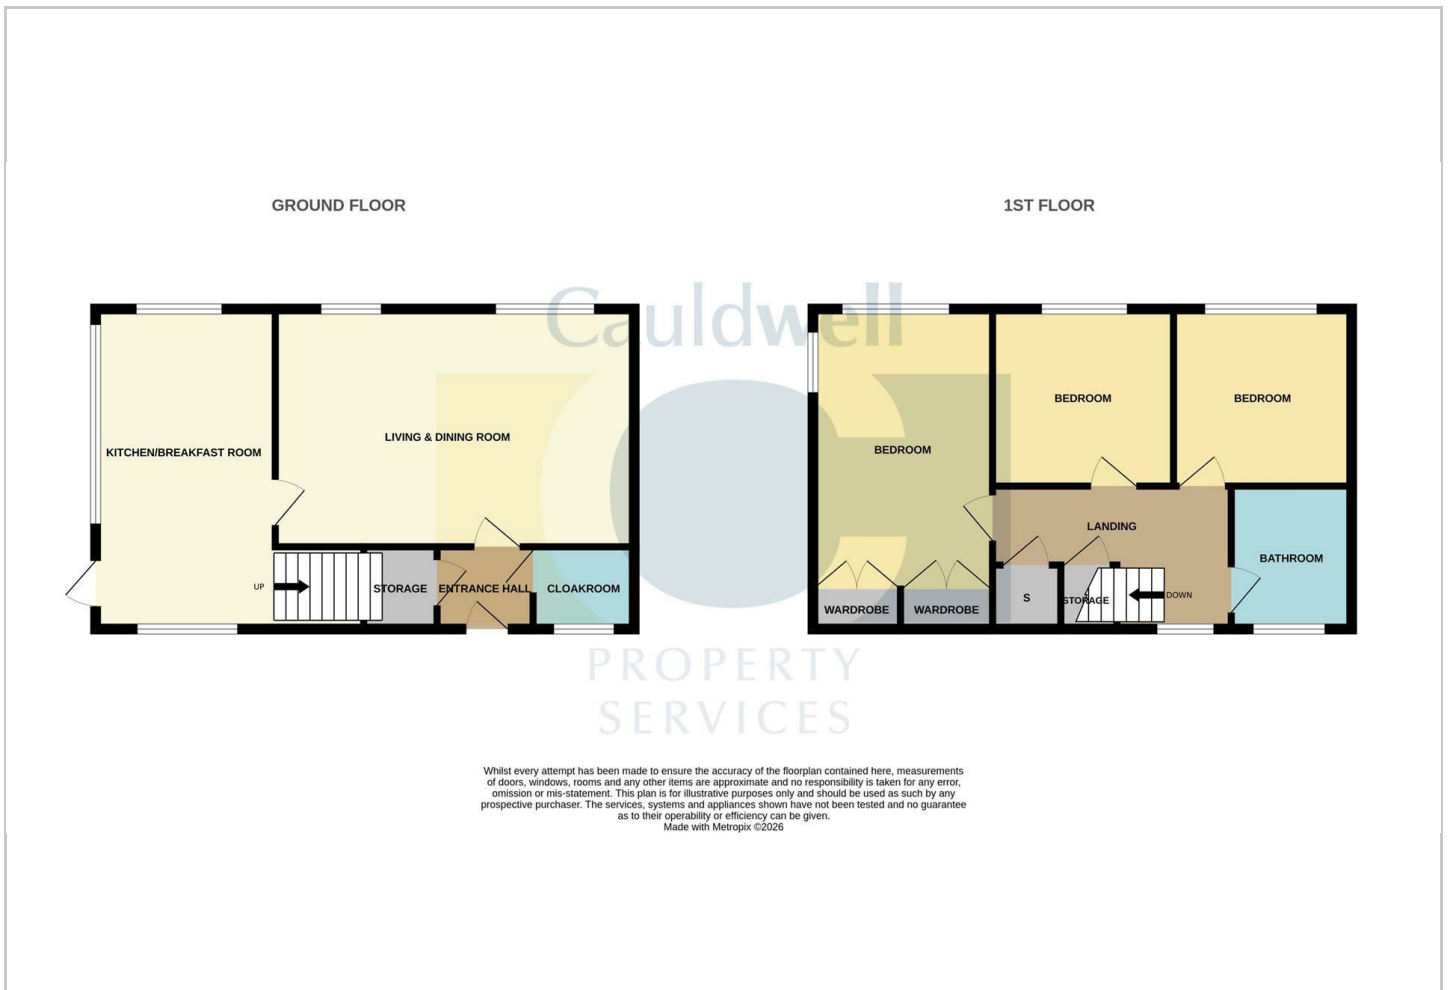 GROUND FLOOR
1ST FLOOR
Cauldwell
KITCHEN/BREAKFAST ROOM
LIVING & DINING ROOM
UP
STORAGE
ENTRANCE HALL
CLOAKROOM
BEDROOM
BEDROOM
BEDROOM
LANDING
BATHROOM
WARDROBE
WARDROBE
S
STORAGE
DOWN
PROPERTY
SERVICES
Whilst every attempt has been made to ensure the accuracy of the floorplan contained here, measurements
of doors, windows, rooms and any other items are approximate and no responsibility is taken for any error,
omission or mis-statement. This plan is for illustrative purposes only and should be used as such by any
prospective purchaser. The services, systems and appliances shown have not been tested and no guarantee
as to their operability or efficiency can be given.
Made with Metropix ©2026